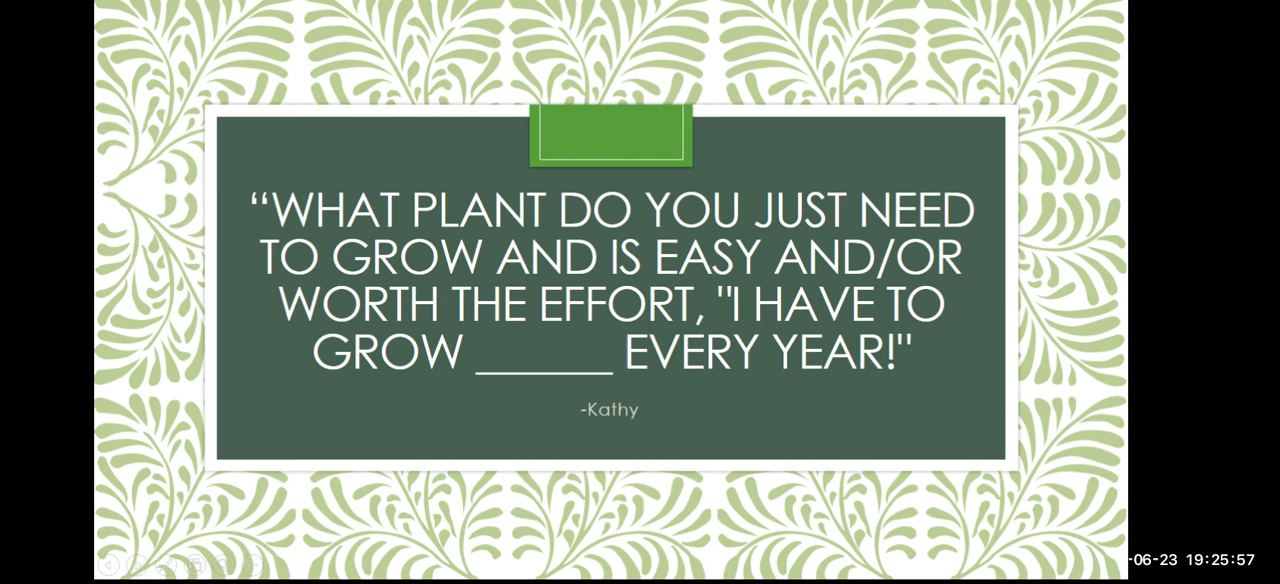 “WHAT PLANT DO YOU JUST NEED
TO GROW AND IS EASY AND/OR
WORTH THE EFFORT, "I HAVE TO
GROW ______ EVERY YEAR!"
-Kathy
-06-23 19:25:57